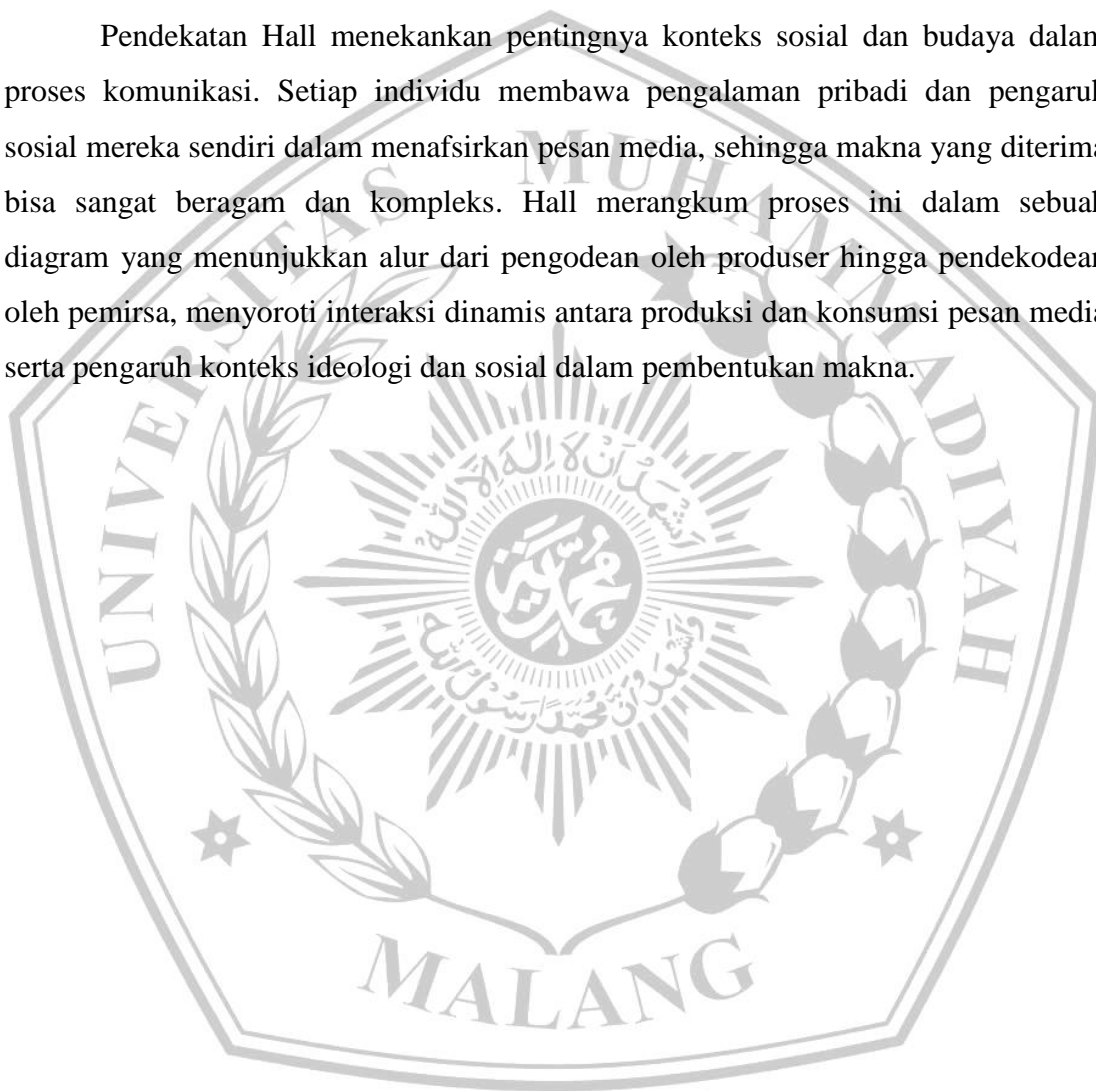 Pendekatan Hall menekankan pentingnya konteks sosial dan budaya dalam
proses komunikasi. Setiap individu membawa pengalaman pribadi dan pengaruh
sosial mereka sendiri dalam menafsirkan pesan media, sehingga makna yang diterima
bisa sangat beragam dan kompleks. Hall merangkum proses ini dalam sebuah
diagram yang menunjukkan alur dari pengodean oleh produser hingga pendekodean
oleh pemirsa, menyoroti interaksi dinamis antara produksi dan konsumsi pesan media
serta pengaruh konteks ideologi dan sosial dalam pembentukan makna.
UNIVERSITAS MUHAMMADIYAH
MALANG